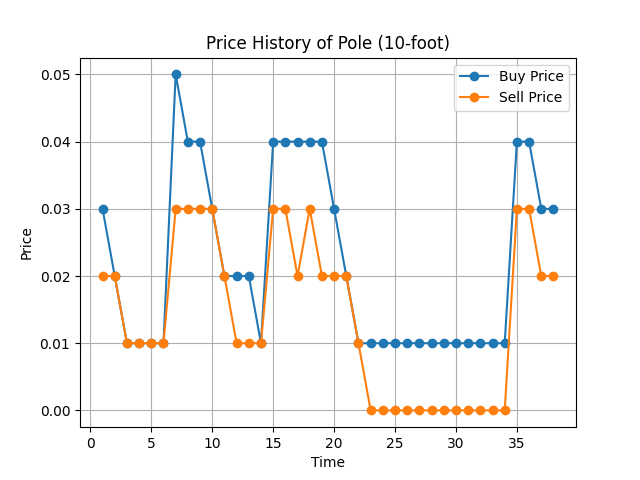 Price History of Pole (10-foot)
Buy Price
Sell Price
0.05
0.04
0.03
0.02
0.01
0.00
Price
0 5 10 15 20 25 30 35
Time